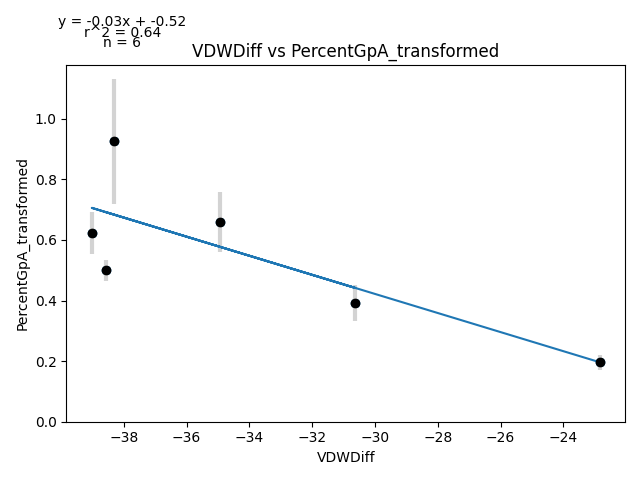 y = -0.03x + -0.52
r^2 = 0.64
n = 6
VDWDiff vs PercentGpA_transformed
PercentGpA_transformed
1.0
0.8
0.6
0.4
0.2
0.0
−38 −36 −34 −32 −30 −28 −26 −24
VDWDiff